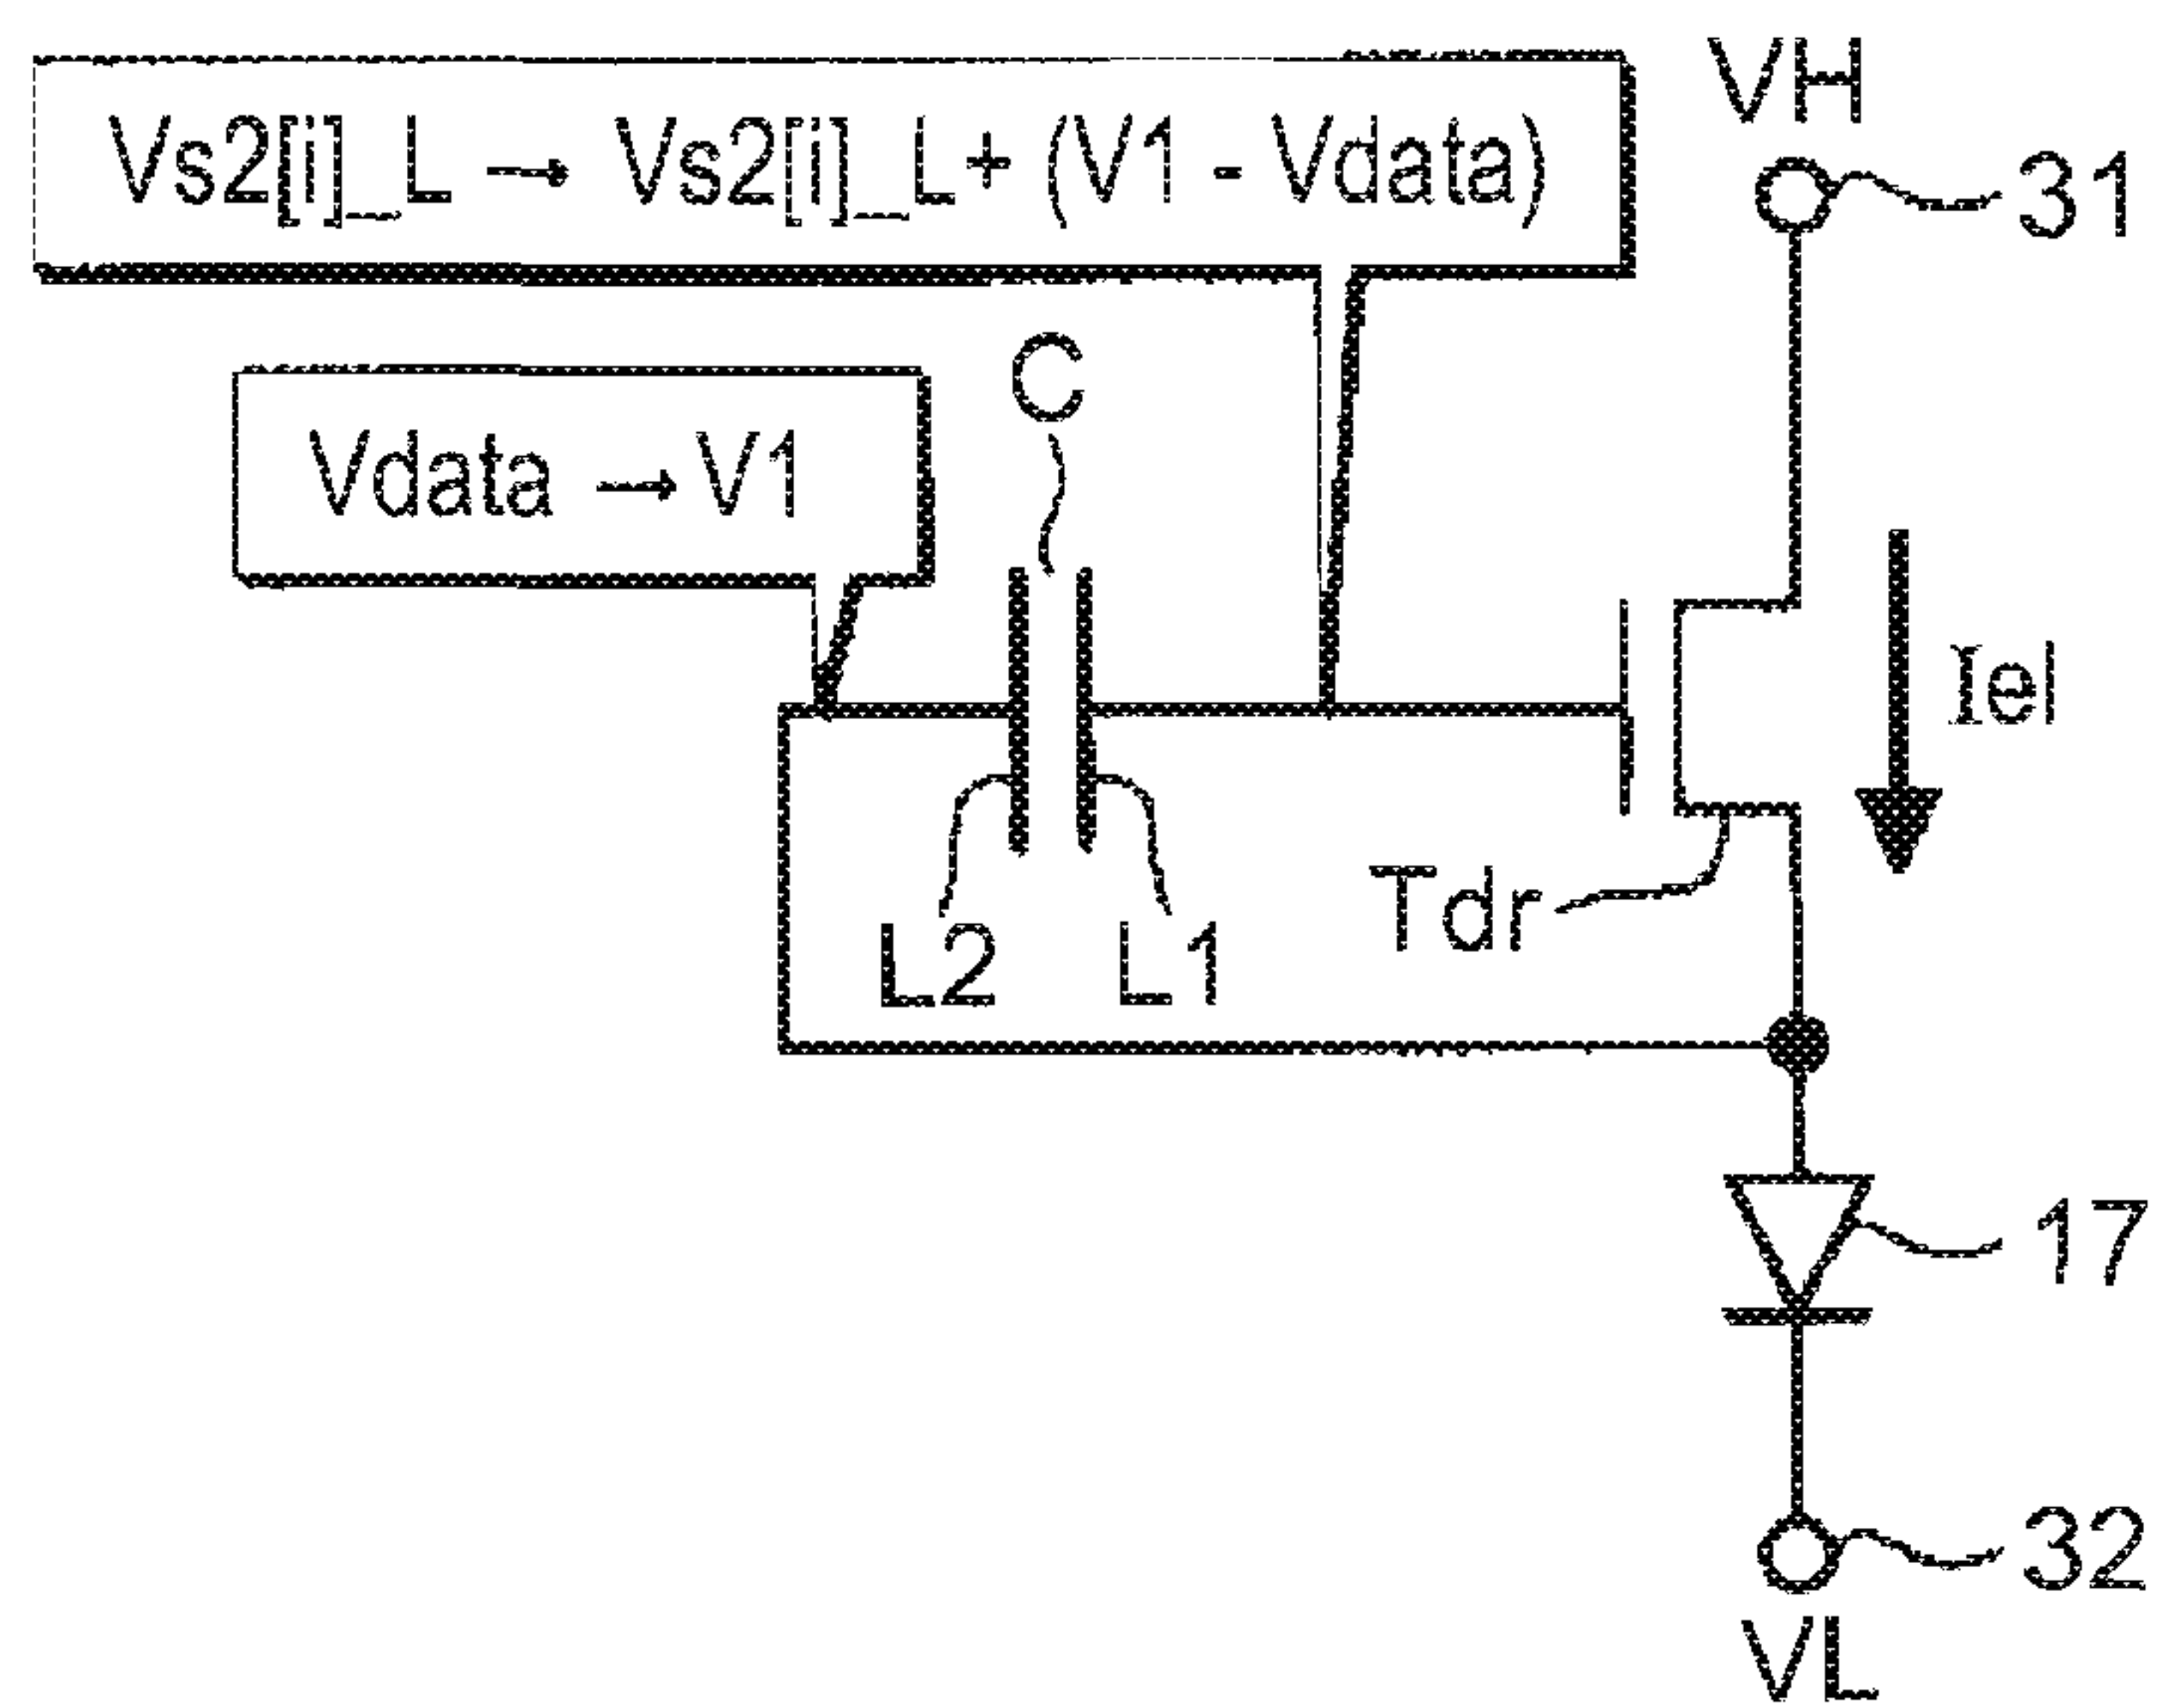 VH
Vs2[i]_L → Vs2[i]_L + (V1 - Vdata)
31
C
Vdata → V1
Iel
Tdr
L2
L1
17
32
VL